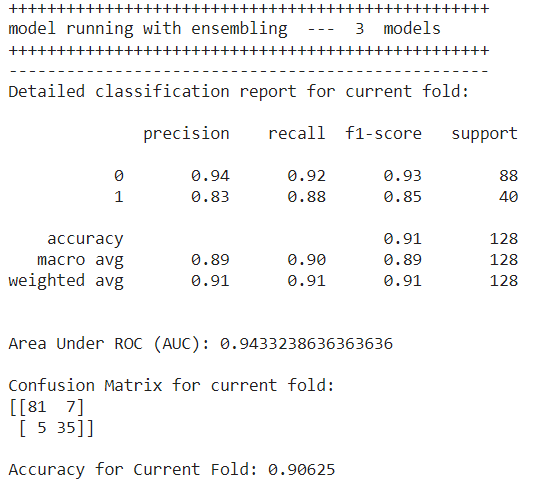 ++++++++++++++++++++++++++++++++++++++++++++++++++
model running with ensembling  ---  3  models
++++++++++++++++++++++++++++++++++++++++++++++++++
--------------------------------------------------
Detailed classification report for current fold:
              precision    recall  f1-score   support
           0       0.94      0.92      0.93        88
           1       0.83      0.88      0.85        40
    accuracy                           0.91       128
   macro avg       0.89      0.90      0.89       128
weighted avg       0.91      0.91      0.91       128
Area Under ROC (AUC): 0.9433238636363636
Confusion Matrix for current fold:
[[81  7]
 [ 5 35]]
Accuracy for Current Fold: 0.90625